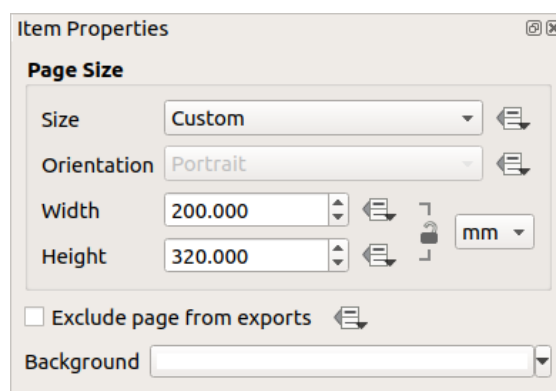 Item Properties
Page Size
Size Custom
Orientation Portrait
Width 200.000
mm
Height 320.000
Exclude page from exports
Background